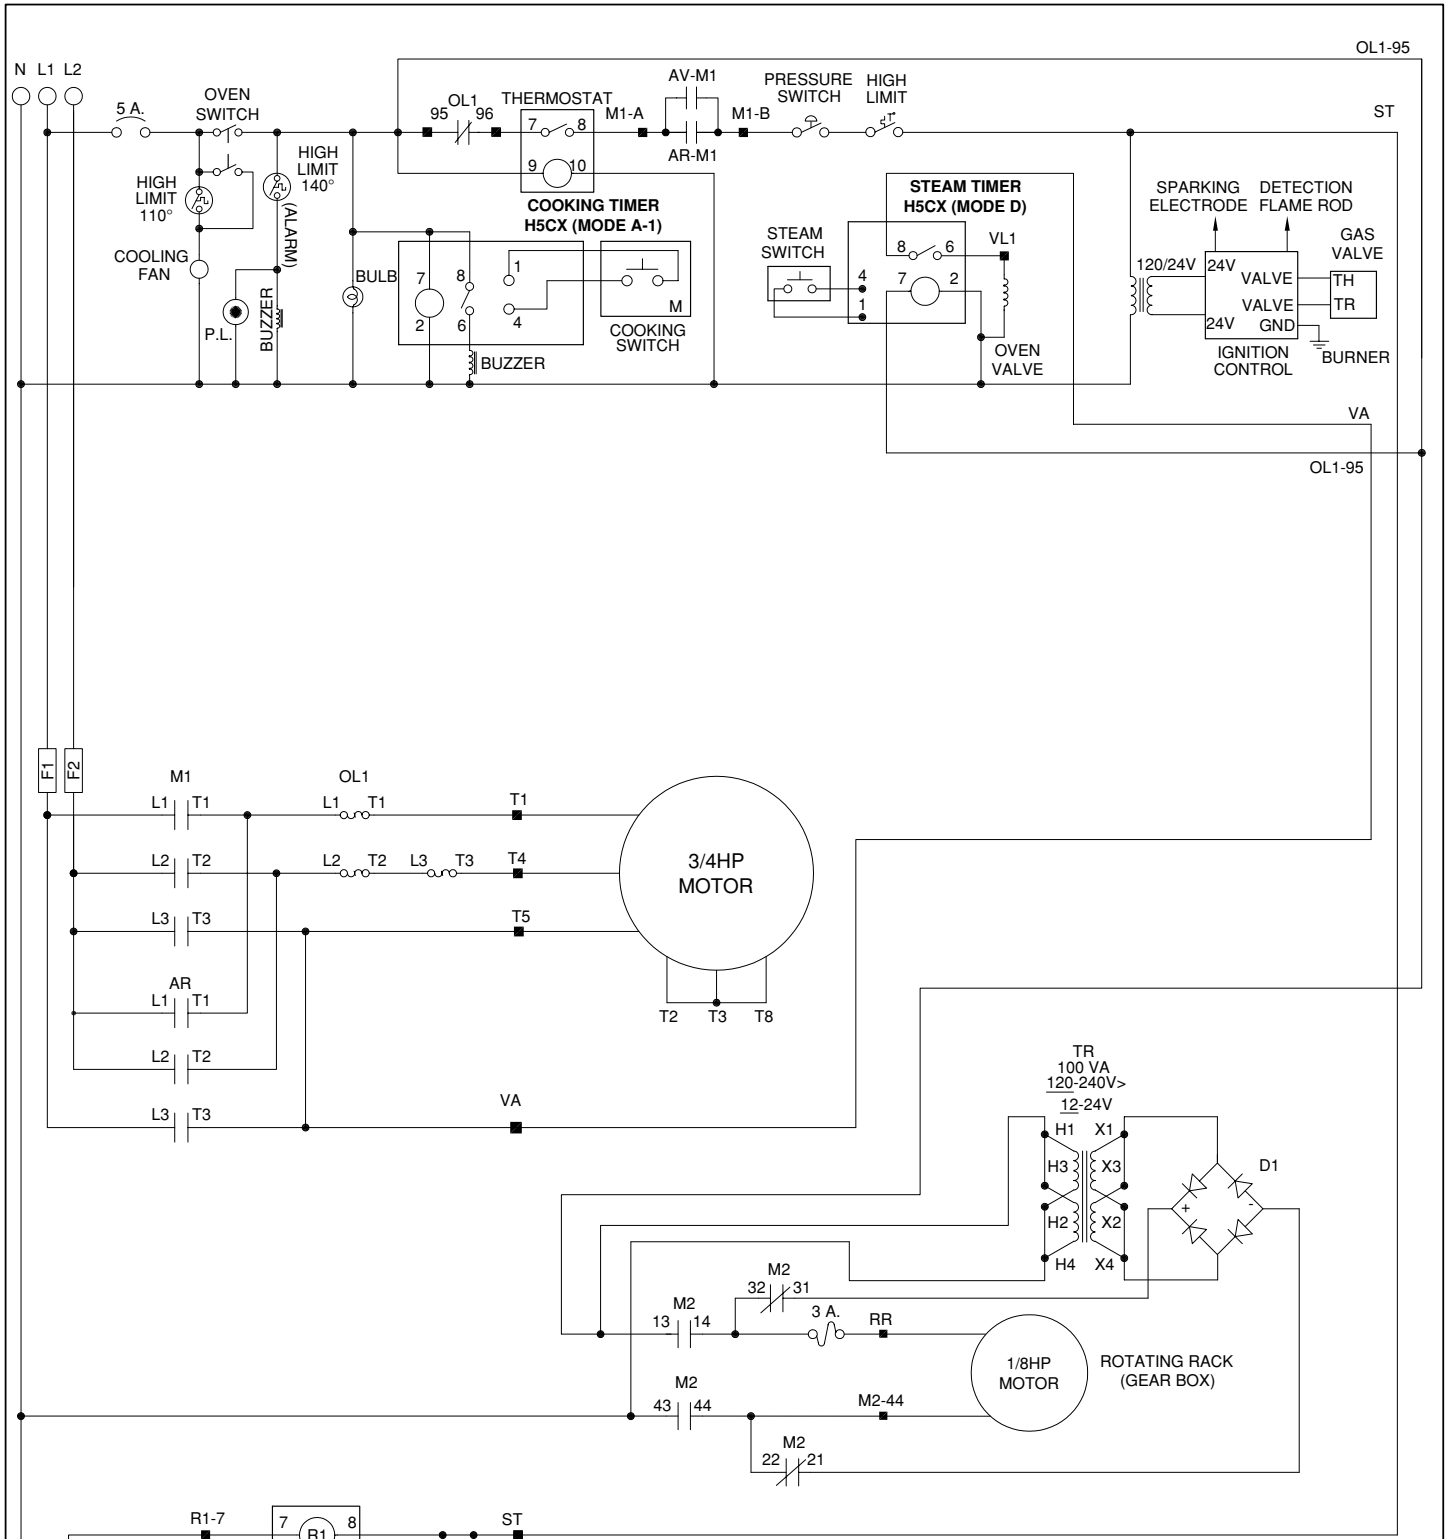 OL1-95
N L1 L2
5 A.
OVEN
SWITCH
95 OL1 96
THERMOSTAT
7 8
9 10
M1-A
AV-M1
AR-M1
M1-B
PRESSURE
SWITCH
HIGH
LIMIT
ST
HIGH
LIMIT
110°
HIGH
LIMIT
140°
(ALARM)
COOLING
FAN
P.L.
BUZZER
BULB
COOKING TIMER
H5CX (MODE A-1)
7
2
8
6
1
4
M
COOKING
SWITCH
BUZZER
STEAM TIMER
H5CX (MODE D)
STEAM
SWITCH
4
1
8 6
7 2
VL1
OVEN
VALVE
SPARKING
ELECTRODE
DETECTION
FLAME ROD
GAS
VALVE
120/24V
24V
VALVE
VALVE
24V
GND
TH
TR
IGNITION
CONTROL
BURNER
VA
OL1-95
F1 F2
M1
L1 T1
L2 T2
L3 T3
OL1
L1 T1
L2 T2 L3 T3
T1
T4
T5
3/4HP
MOTOR
T2 T3 T8
AR
L1 T1
L2 T2
L3 T3
VA
TR
100 VA
120-240V>
12-24V
H1 X1
H3 X3
H2 X2
H4 X4
D1
+ -
M2
32 31
M2
13 14
3 A.
RR
1/8HP
MOTOR
ROTATING RACK
(GEAR BOX)
M2
43 44
M2-44
M2
22 21
R1-7
7 8
R1
ST